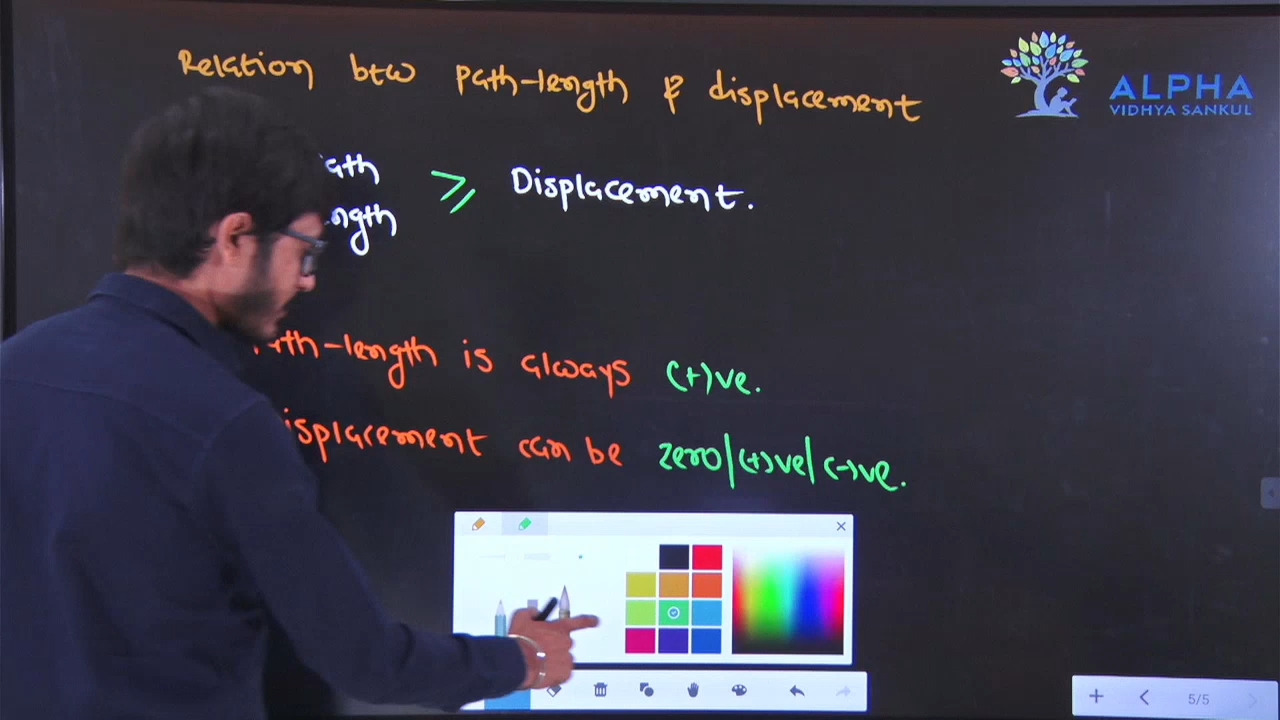 Relation btw path-length & displacement
ALPHA
VIDHYA SANKUL
ath
ngth
≥ Displacement.
ath-length is always (+)ve.
isplacement can be zero|(+)ve|(-)ve.
5/5